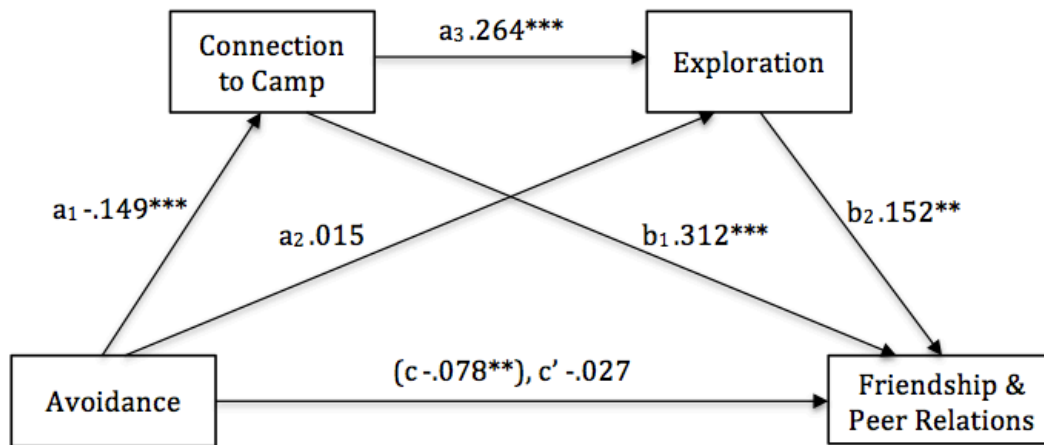 a₃ .264***
Connection
to Camp
Exploration
a₁ -.149***
a₂ .015
b₁ .312***
b₂ .152**
(c -.078**), c’ -.027
Avoidance
Friendship &
Peer Relations